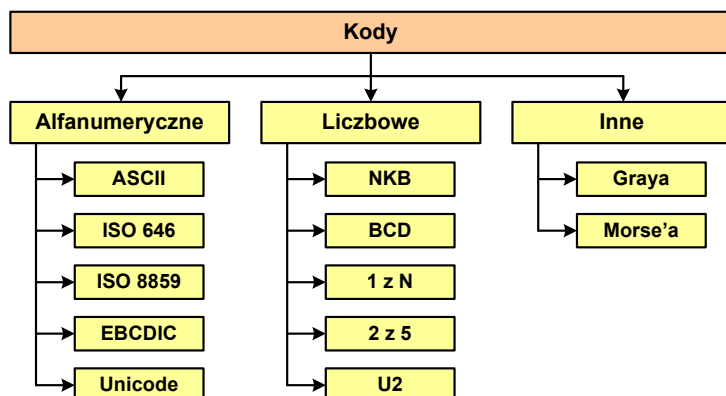 Kody
Alfanumeryczne
ASCII
ISO 646
ISO 8859
EBCDIC
Unicode
Liczbowe
NKB
BCD
1 z N
2 z 5
U2
Inne
Graya
Morse’a